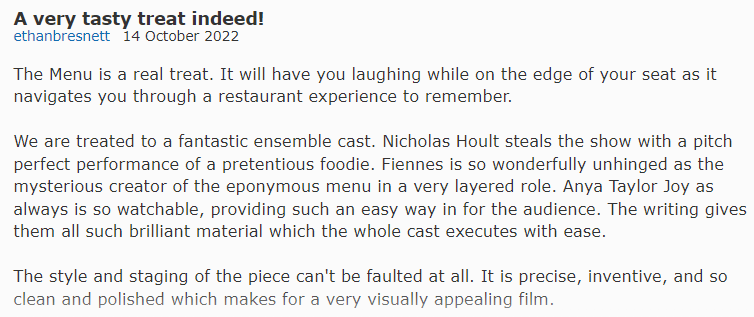 A very tasty treat indeed!
ethanbresnett 14 October 2022
The Menu is a real treat. It will have you laughing while on the edge of your seat as it
navigates you through a restaurant experience to remember.
We are treated to a fantastic ensemble cast. Nicholas Hoult steals the show with a pitch
perfect performance of a pretentious foodie. Fiennes is so wonderfully unhinged as the
mysterious creator of the eponymous menu in a very layered role. Anya Taylor Joy as
always is so watchable, providing such an easy way in for the audience. The writing gives
them all such brilliant material which the whole cast executes with ease.
The style and staging of the piece can't be faulted at all. It is precise, inventive, and so
clean and polished which makes for a very visually appealing film.